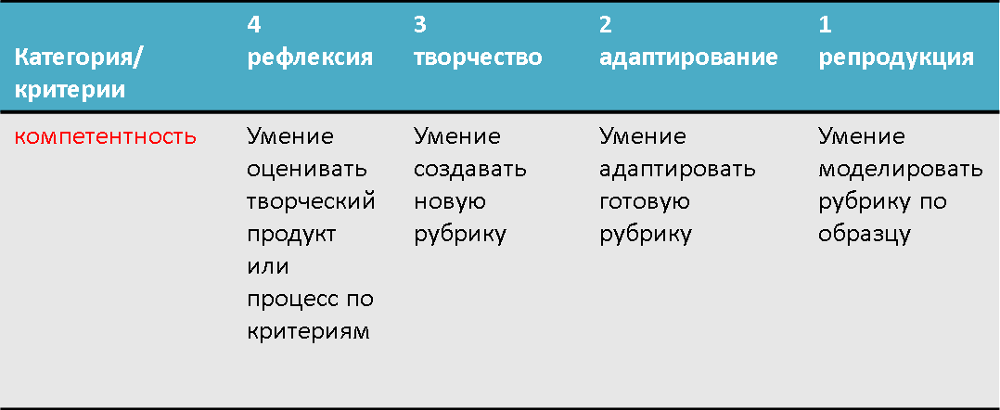 Категория/
критерии
4
рефлексия
3
творчество
2
адаптирование
1
репродукция
компетентность
Умение
оценивать
творческий
продукт
или
процесс по
критериям
Умение
создавать
новую
рубрику
Умение
адаптировать
готовую
рубрику
Умение
моделировать
рубрику по
образцу